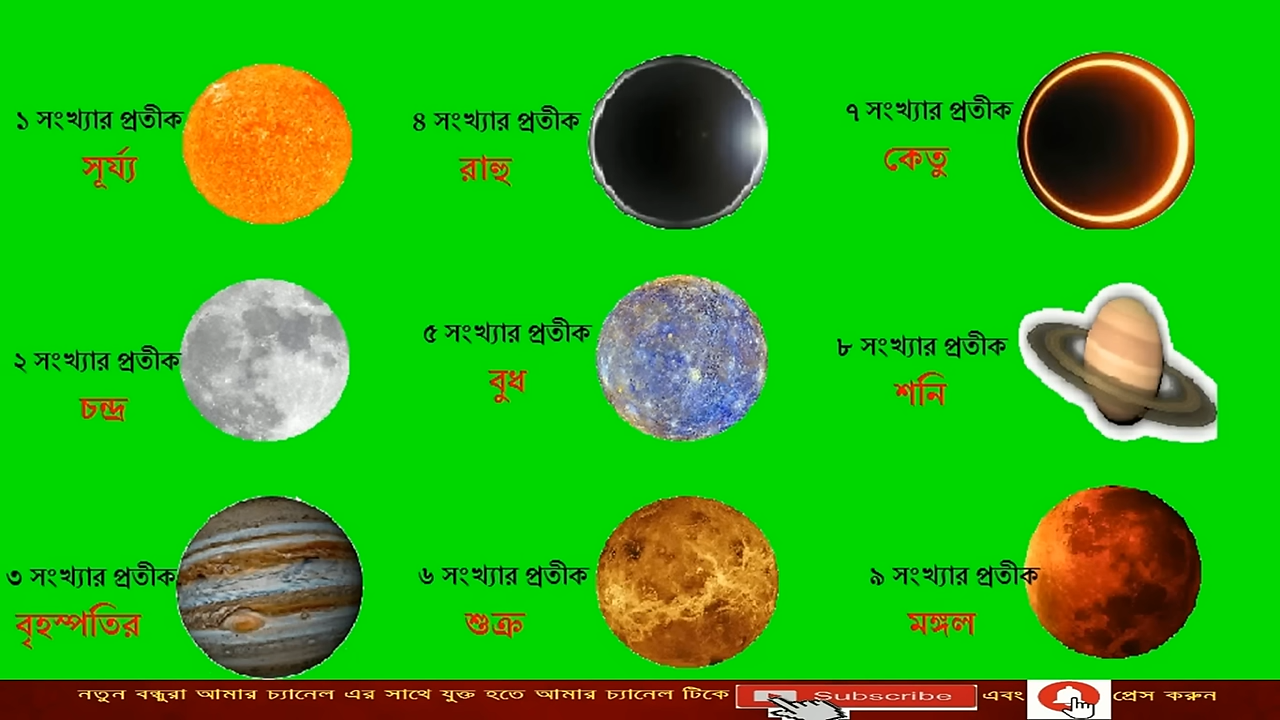 ১ সংখ্যার প্রতীক
সূর্য্য
২ সংখ্যার প্রতীক
চন্দ্র
৩ সংখ্যার প্রতীক
বৃহস্পতির
৪ সংখ্যার প্রতীক
রাহু
৫ সংখ্যার প্রতীক
বুধ
৬ সংখ্যার প্রতীক
শুক্র
৭ সংখ্যার প্রতীক
কেতু
৮ সংখ্যার প্রতীক
শনি
৯ সংখ্যার প্রতীক
মঙ্গল
নতুন বন্ধুরা আমার চ্যানেল এর সাথে যুক্ত হতে আমার চ্যানেল টিকে Subscribe এবং প্রেস করুন